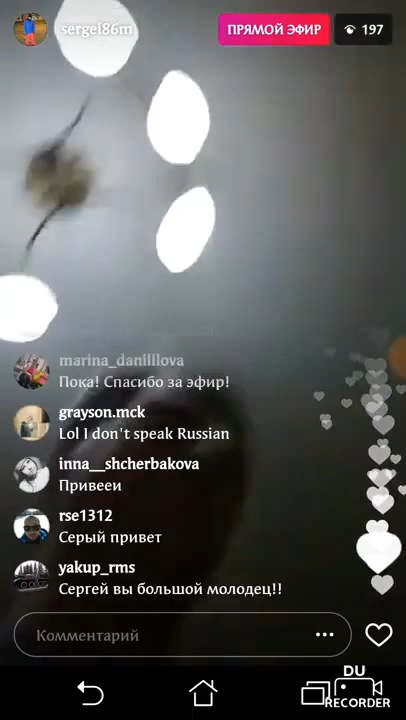 sergei86m
ПРЯМОЙ ЭФИР
197
marina_danilllova
Пока! Спасибо за эфир!
grayson.mck
Lol I don't speak Russian
inna__shcherbakova
Привееи
rse1312
Серый привет
yakup_rms
Сергей вы большой молодец!!
Комментарий
DU
RECORDER